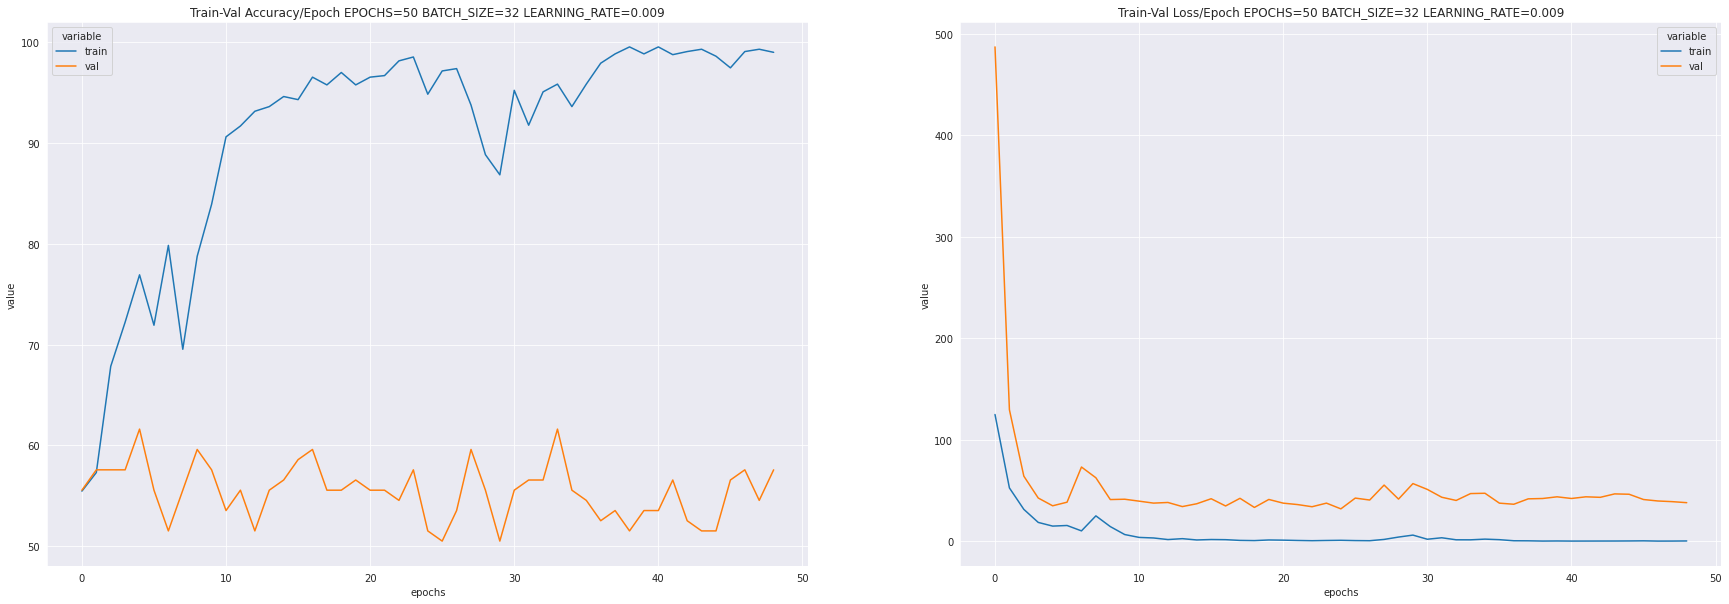 Train-Val Accuracy/Epoch EPOCHS=50 BATCH_SIZE=32 LEARNING_RATE=0.009
variable
train
val
100
90
80
70
60
50
value
0
10
20
30
40
50
epochs
Train-Val Loss/Epoch EPOCHS=50 BATCH_SIZE=32 LEARNING_RATE=0.009
variable
train
val
500
400
300
200
100
0
value
0
10
20
30
40
50
epochs